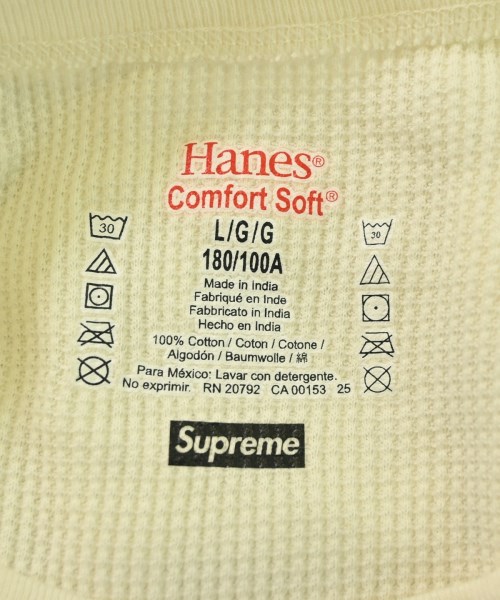 Hanes®
Comfort Soft®
L/G/G
180/100A
30
30
Made in India
Fabriqué en Inde
Fabbricato in India
Hecho en India
100% Cotton / Coton / Cotone /
Algodón / Baumwolle / 綿
Para México: Lavar con detergente.
No exprimir. RN 20792 CA 00153 25
Supreme